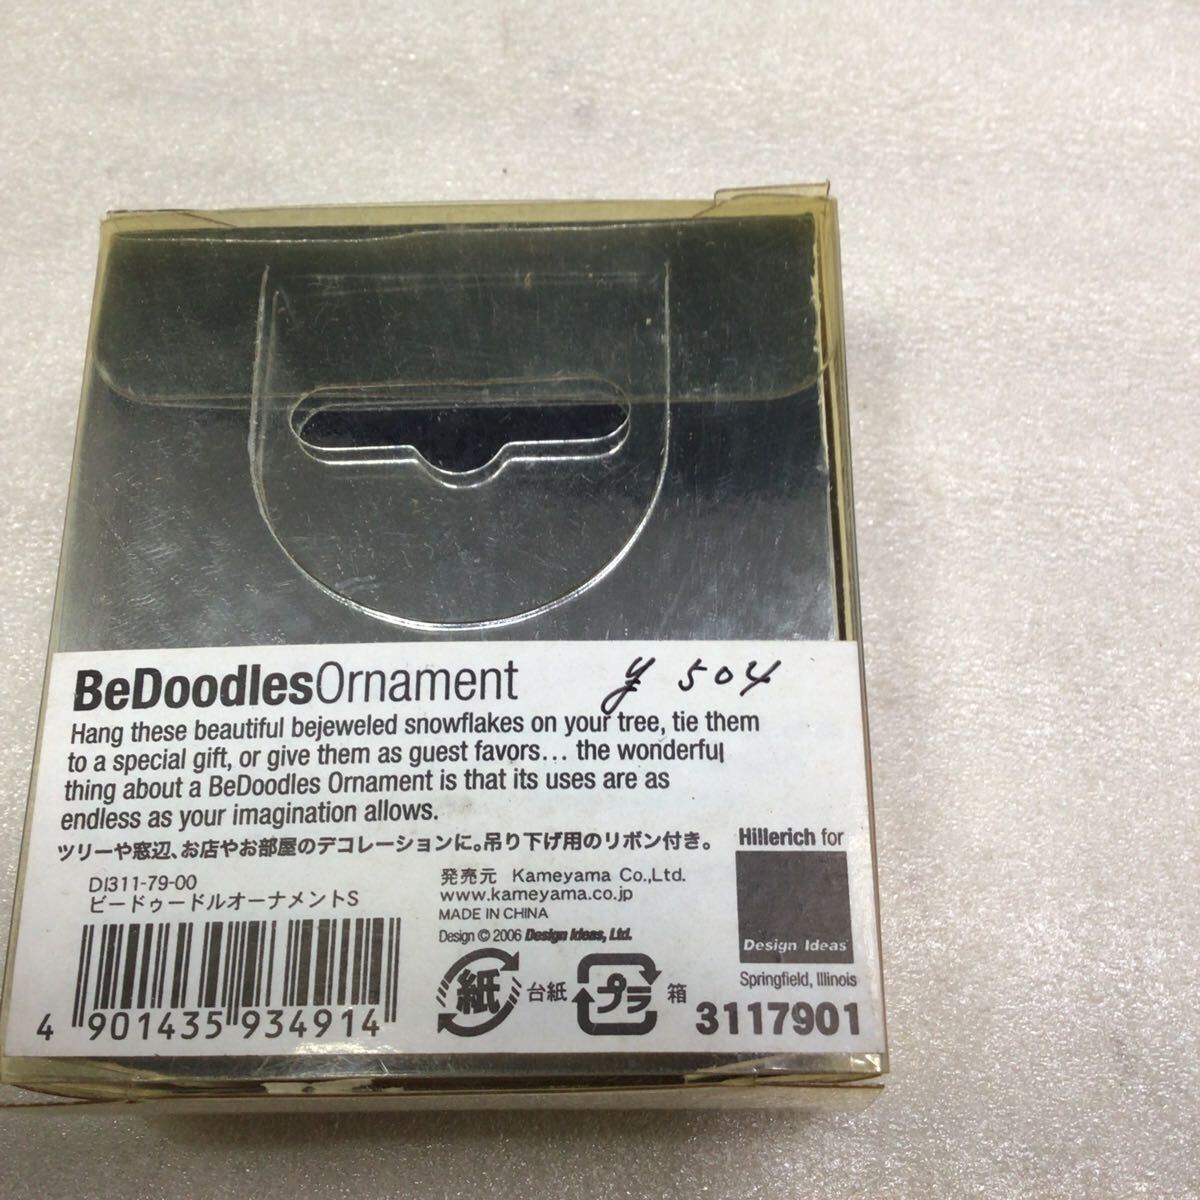 BeDoodlesOrnament
¥ 504
Hang these beautiful bejeweled snowflakes on your tree, tie them
to a special gift, or give them as guest favors... the wonderful
thing about a BeDoodles Ornament is that its uses are as
endless as your imagination allows.
ツリーや窓辺、お店やお部屋のデコレーションに。吊り下げ用のリボン付き。
DI311-79-00
ビードゥードルオーナメントS
4 901435 934914
発売元 Kameyama Co.,Ltd.
www.kameyama.co.jp
MADE IN CHINA
Design © 2006 Design Ideas, Ltd.
紙 台紙 プラ 箱
Hillerich for
Design Ideas
Springfield, Illinois
3117901